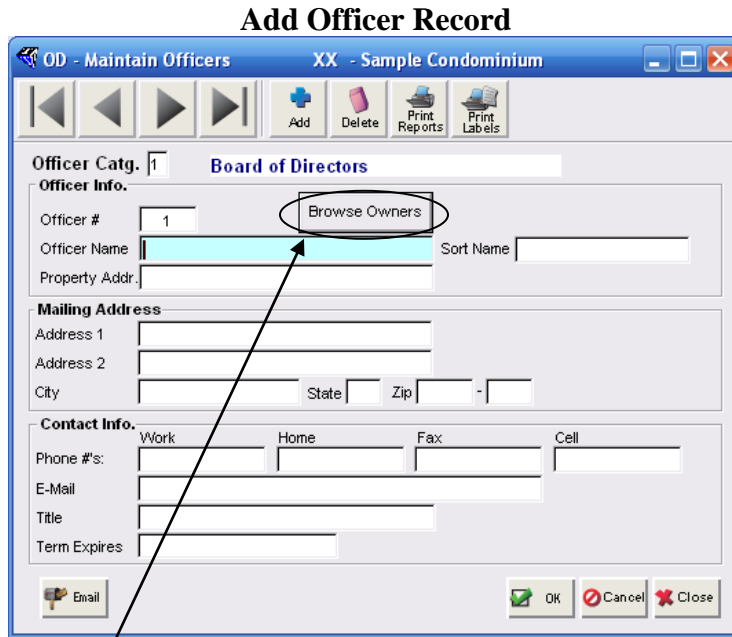 Add Officer Record
OD - Maintain Officers XX - Sample Condominium
Add Delete Print Reports Print Labels
Officer Catg. 1 Board of Directors
Officer Info.
Browse Owners
Officer # 1
Officer Name Sort Name
Property Addr.
Mailing Address
Address 1
Address 2
City State Zip -
Contact Info.
Work Home Fax Cell
Phone #'s:
E-Mail
Title
Term Expires
Email OK Cancel Close